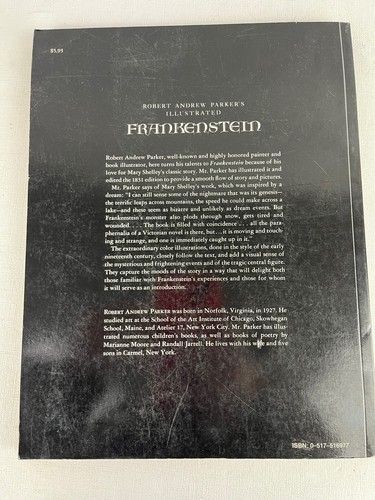 $5.95
ROBERT ANDREW PARKER'S
ILLUSTRATED
FRANKENSTEIN
Robert Andrew Parker, well-known and highly honored painter and
book illustrator, here turns his talents to Frankenstein because of his
love for Mary Shelley's classic story. Mr. Parker has illustrated it and
edited the 1831 edition to provide a smooth flow of story and pictures.
Mr. Parker says of Mary Shelley's work, which was inspired by a
dream: "I can still sense some of the nightmare that was its genesis—
the terrific leaps across mountains, the speed he could make across a
lake—and these seem as bizarre and unlikely as dream events. But
Frankenstein's monster also plods through snow, gets tired and
wounded. . . . The book is filled with coincidence . . . all the para-
phernalia of a Victorian novel is there, but . . . it is moving and touch-
ing and strange, and one is immediately caught up in it."
The extraordinary color illustrations, done in the style of the early
nineteenth century, closely follow the text, and add a visual sense of
the mysterious and frightening events and of the tragic central figure.
They capture the moods of the story in a way that will delight both
those familiar with Frankenstein's experiences and those for whom
it will serve as an introduction.
ROBERT ANDREW PARKER was born in Norfolk, Virginia, in 1927. He
studied art at the School of the Art Institute of Chicago, Skowhegan
School, Maine, and Atelier 17, New York City. Mr. Parker has illus-
trated numerous children's books, as well as books of poetry by
Marianne Moore and Randall Jarrell. He lives with his wife and five
sons in Carmel, New York.